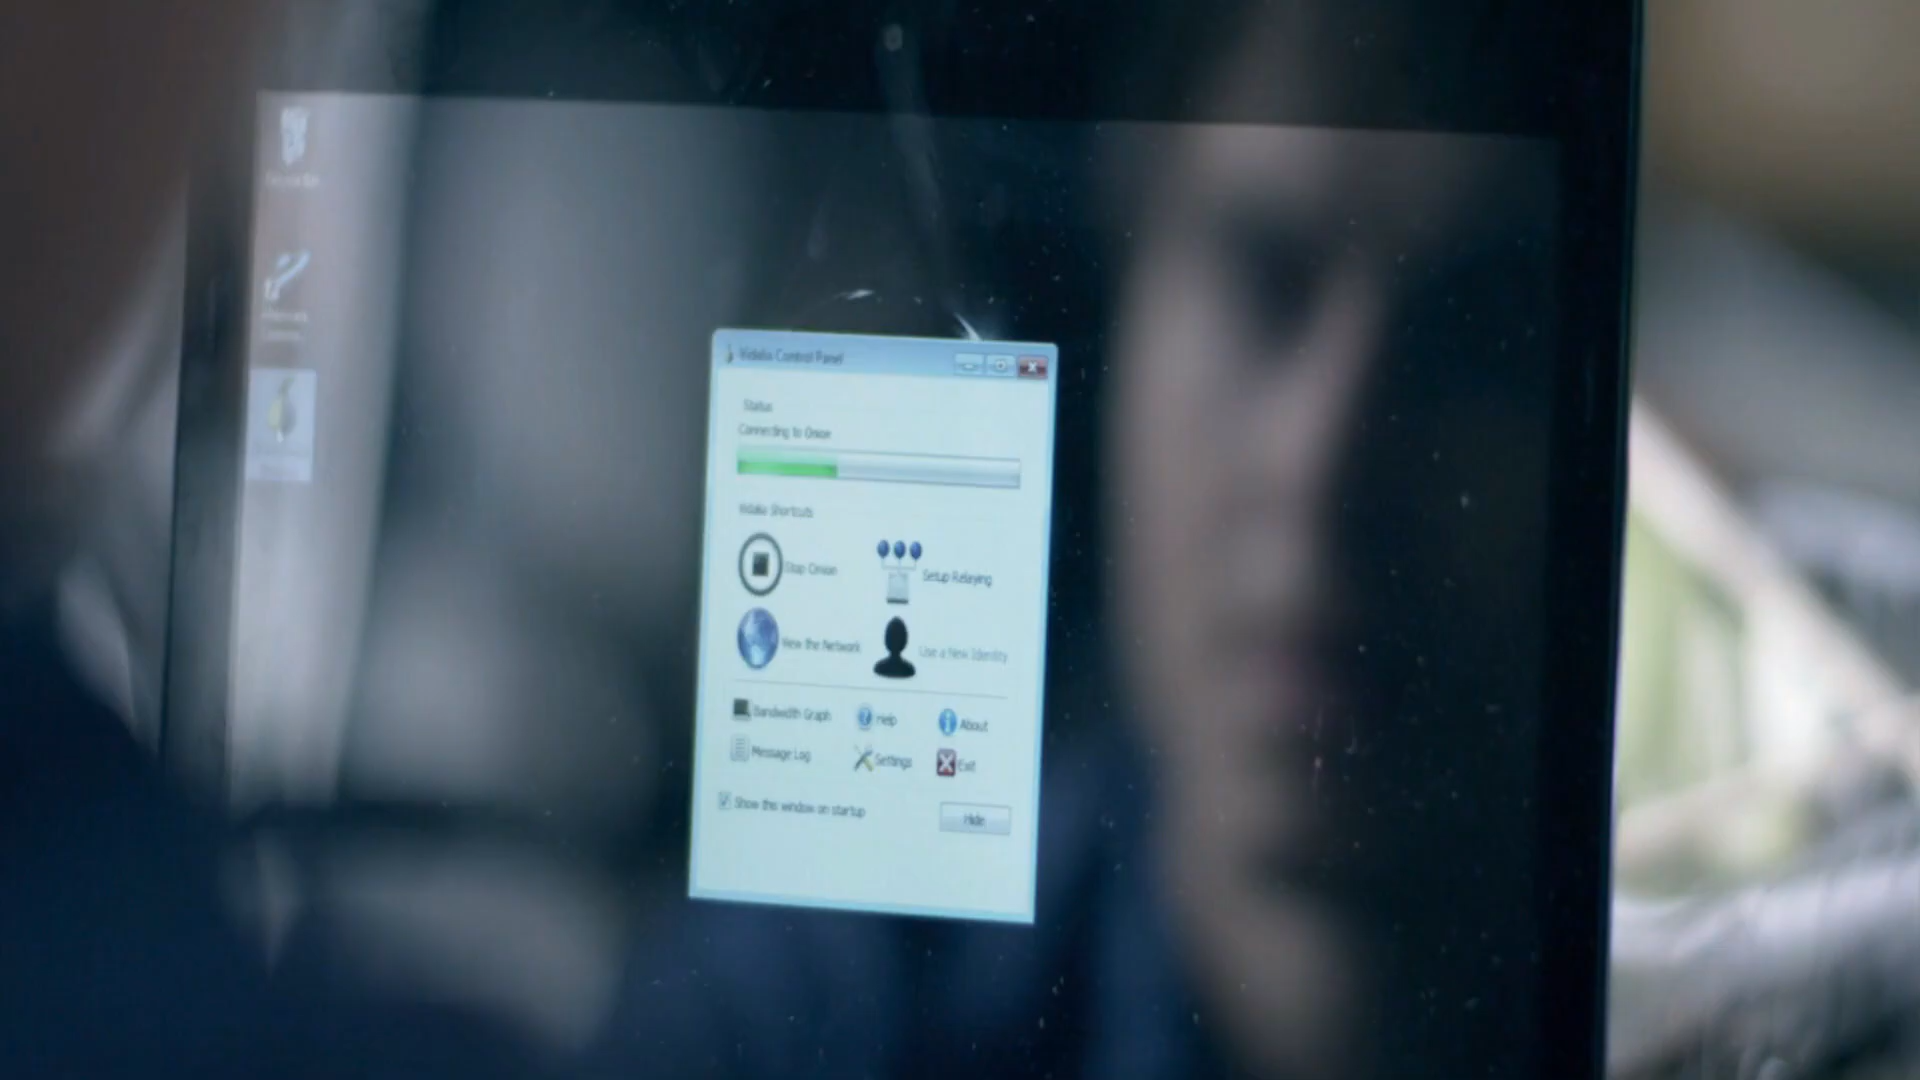 Vidalia Control Panel
Status
Connecting to Onion
Vidalia Shortcuts
Stop Onion
Setup Relaying
View the Network
Use a New Identity
Bandwidth Graph
Help
About
Message Log
Settings
Exit
Show this window on startup
Hide